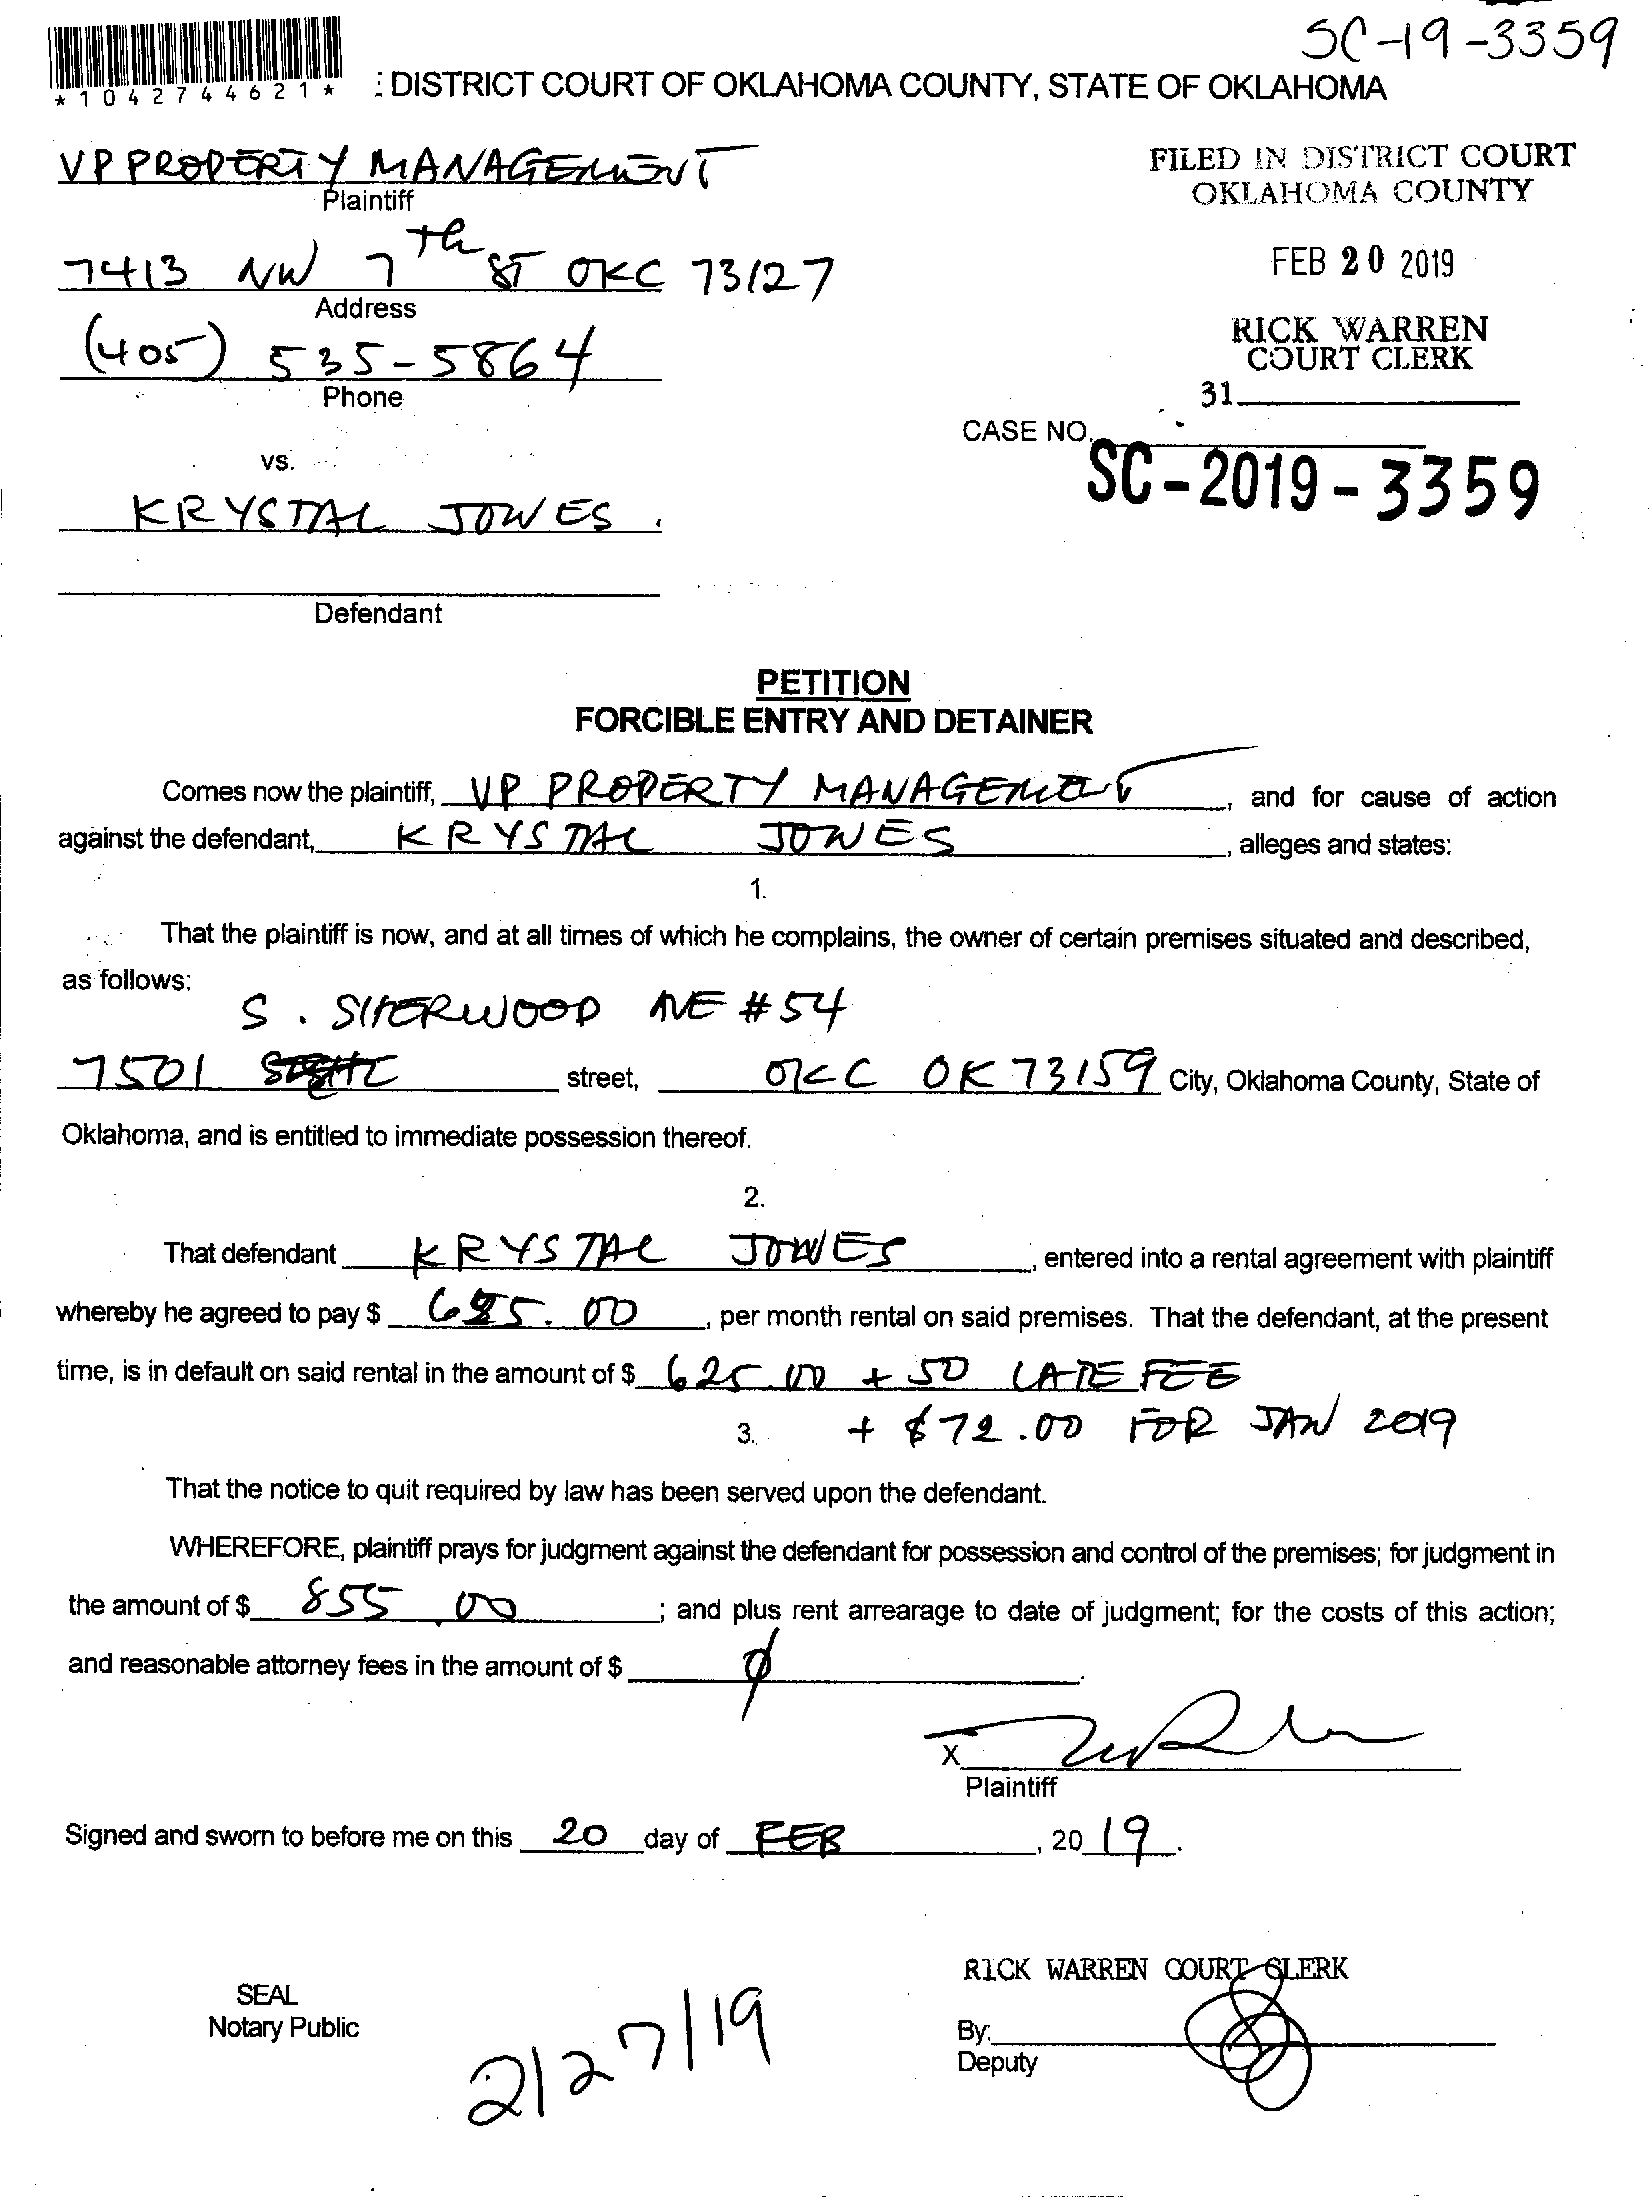 SC-19-3359
*1042744621*
: DISTRICT COURT OF OKLAHOMA COUNTY, STATE OF OKLAHOMA
VP PROPERTY MANAGEMENT
Plaintiff
FILED IN DISTRICT COURT
OKLAHOMA COUNTY
7413 NW 7th ST OKC 73127
Address
FEB 20 2019
(405) 535-5864
Phone
RICK WARREN
COURT CLERK
31
CASE NO.
SC-2019-3359
vs.
KRYSTAL JONES
Defendant
PETITION
FORCIBLE ENTRY AND DETAINER
Comes now the plaintiff, VP PROPERTY MANAGEMENT, and for cause of action
against the defendant, KRYSTAL JONES, alleges and states:
1.
That the plaintiff is now, and at all times of which he complains, the owner of certain premises situated and described,
as follows:
S. SHERWOOD AVE #54
7501 street, OKC OK 73159 City, Oklahoma County, State of
Oklahoma, and is entitled to immediate possession thereof.
2.
That defendant KRYSTAL JONES, entered into a rental agreement with plaintiff
whereby he agreed to pay $ .00, per month rental on said premises. That the defendant, at the present
time, is in default on said rental in the amount of $ 625.00 + 50 LATE FEE
3. + $72.00 FOR JAN 2019
That the notice to quit required by law has been served upon the defendant.
WHEREFORE, plaintiff prays for judgment against the defendant for possession and control of the premises; for judgment in
the amount of $ 855.00; and plus rent arrearage to date of judgment; for the costs of this action;
and reasonable attorney fees in the amount of $ ϕ.
X
Plaintiff
Signed and sworn to before me on this 20 day of FEB, 2019.
RICK WARREN COURT CLERK
SEAL
Notary Public
2/27/19
By:
Deputy